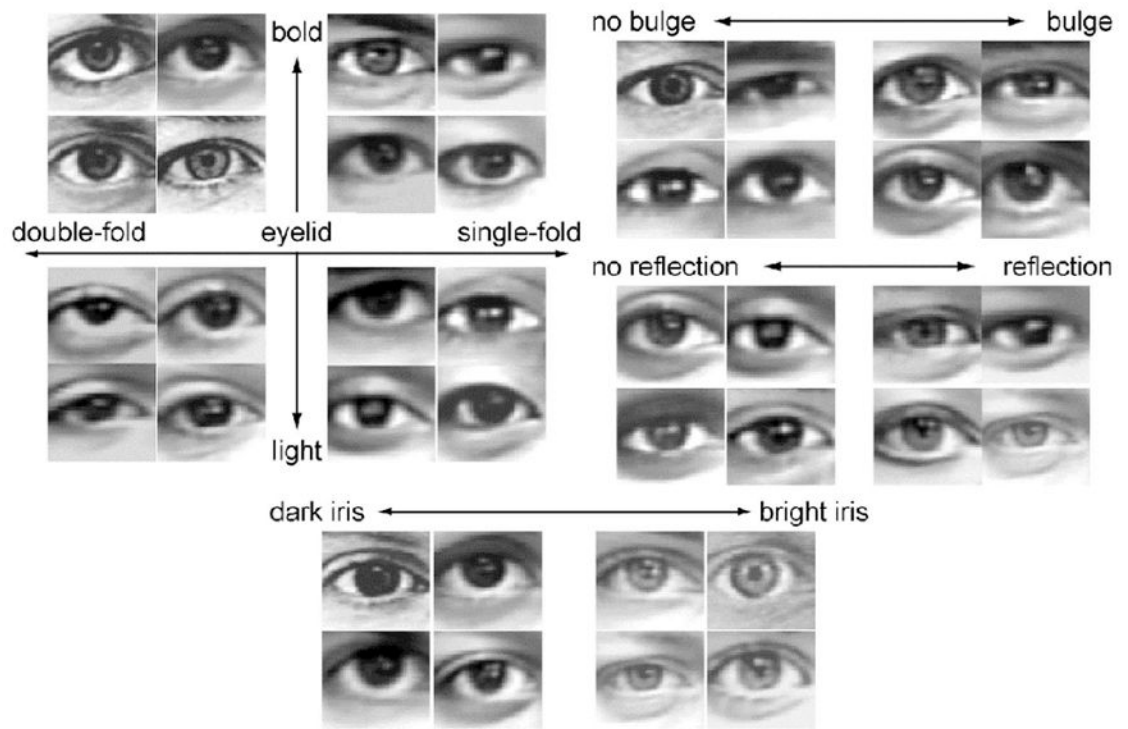 bold
no bulge
bulge
double-fold
eyelid
single-fold
no reflection
reflection
light
dark iris
bright iris